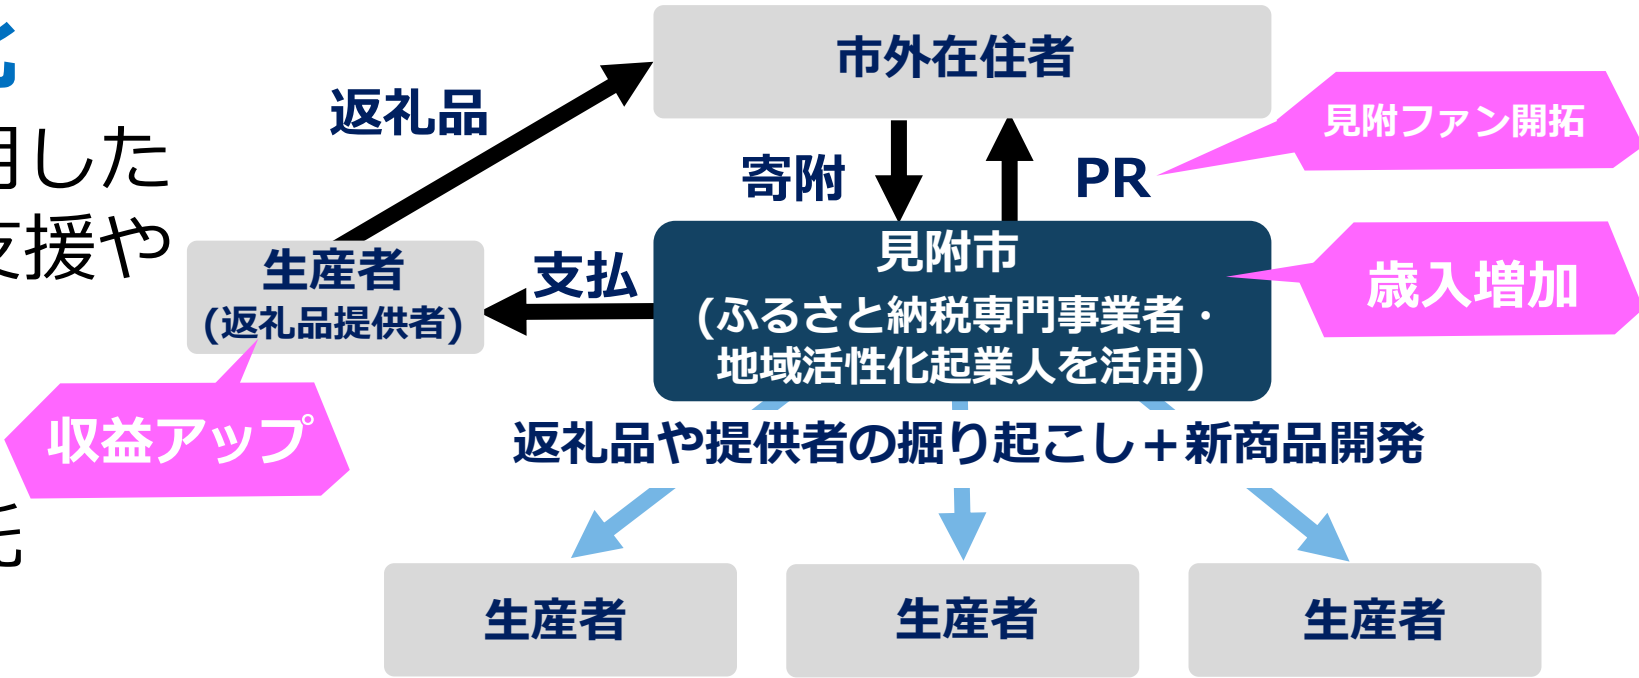 市外在住者
返礼品
見附ファン開拓
用した
寄附
PR
支援や
見附市
生産者
支払
歳入増加
(返礼品提供者)
(ふるさと納税専門事業者・
地域活性化起業人を活用)
収益アップ
返礼品や提供者の掘り起こし＋新商品開発
生産者
生産者
生産者